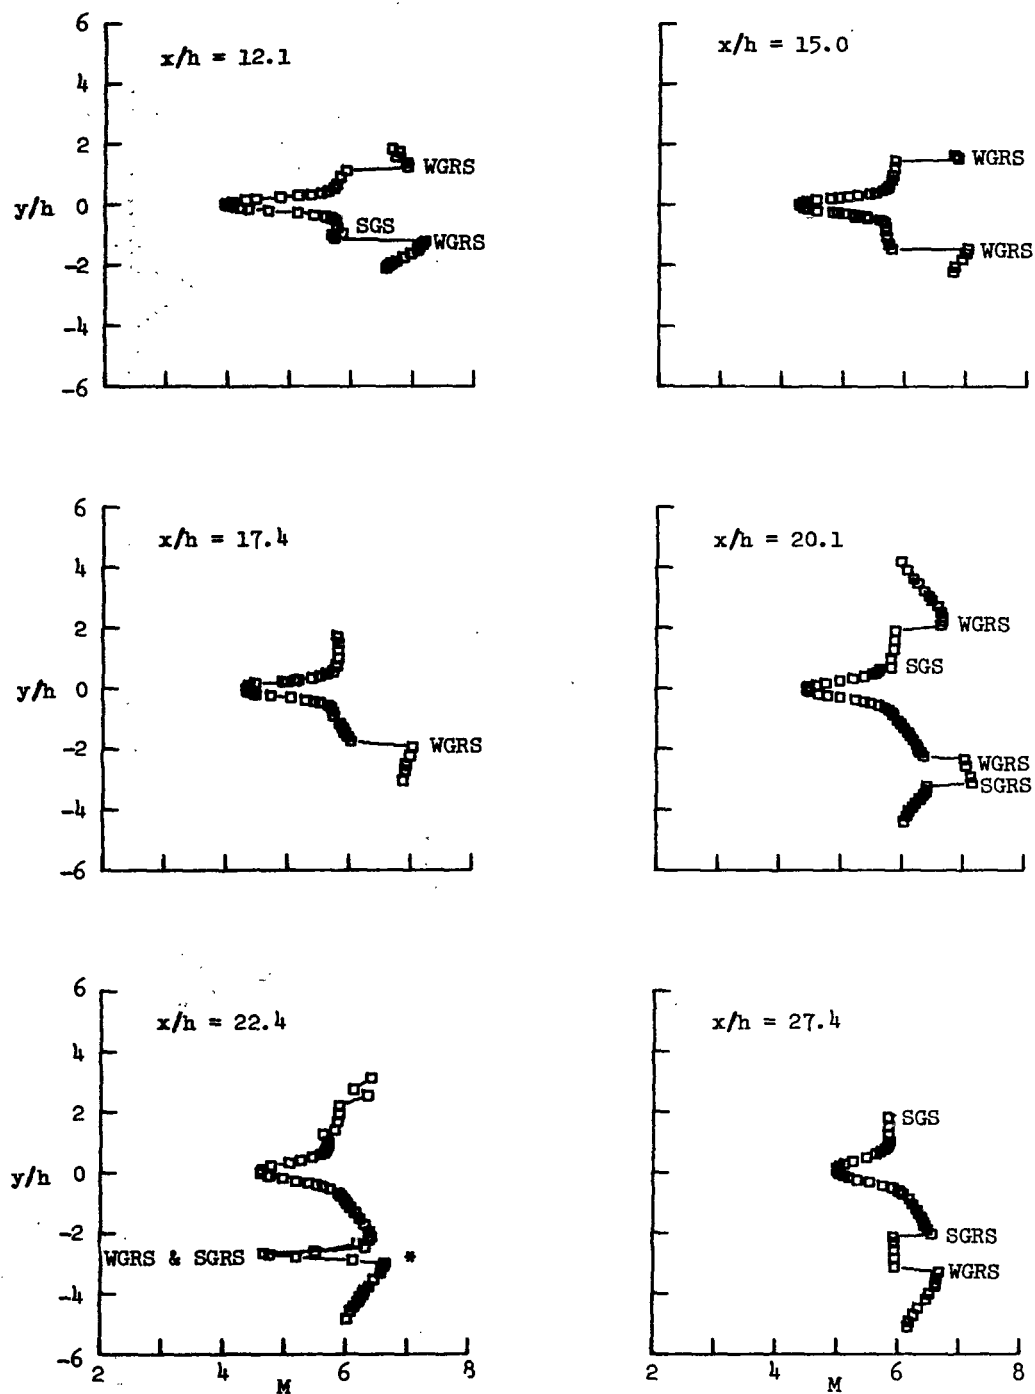 6
x/h = 12.1
4
2
WGRS
y/h
0
SGS
WGRS
-2
-4
-6
x/h = 15.0
WGRS
WGRS
6
x/h = 17.4
4
2
y/h
0
WGRS
-2
-4
-6
x/h = 20.1
WGRS
SGS
WGRS
SGRS
6
x/h = 22.4
4
2
y/h
0
-2
WGRS & SGRS
*
-4
-6
2
4
6
8
M
x/h = 27.4
SGS
SGRS
WGRS
2
4
6
8
M